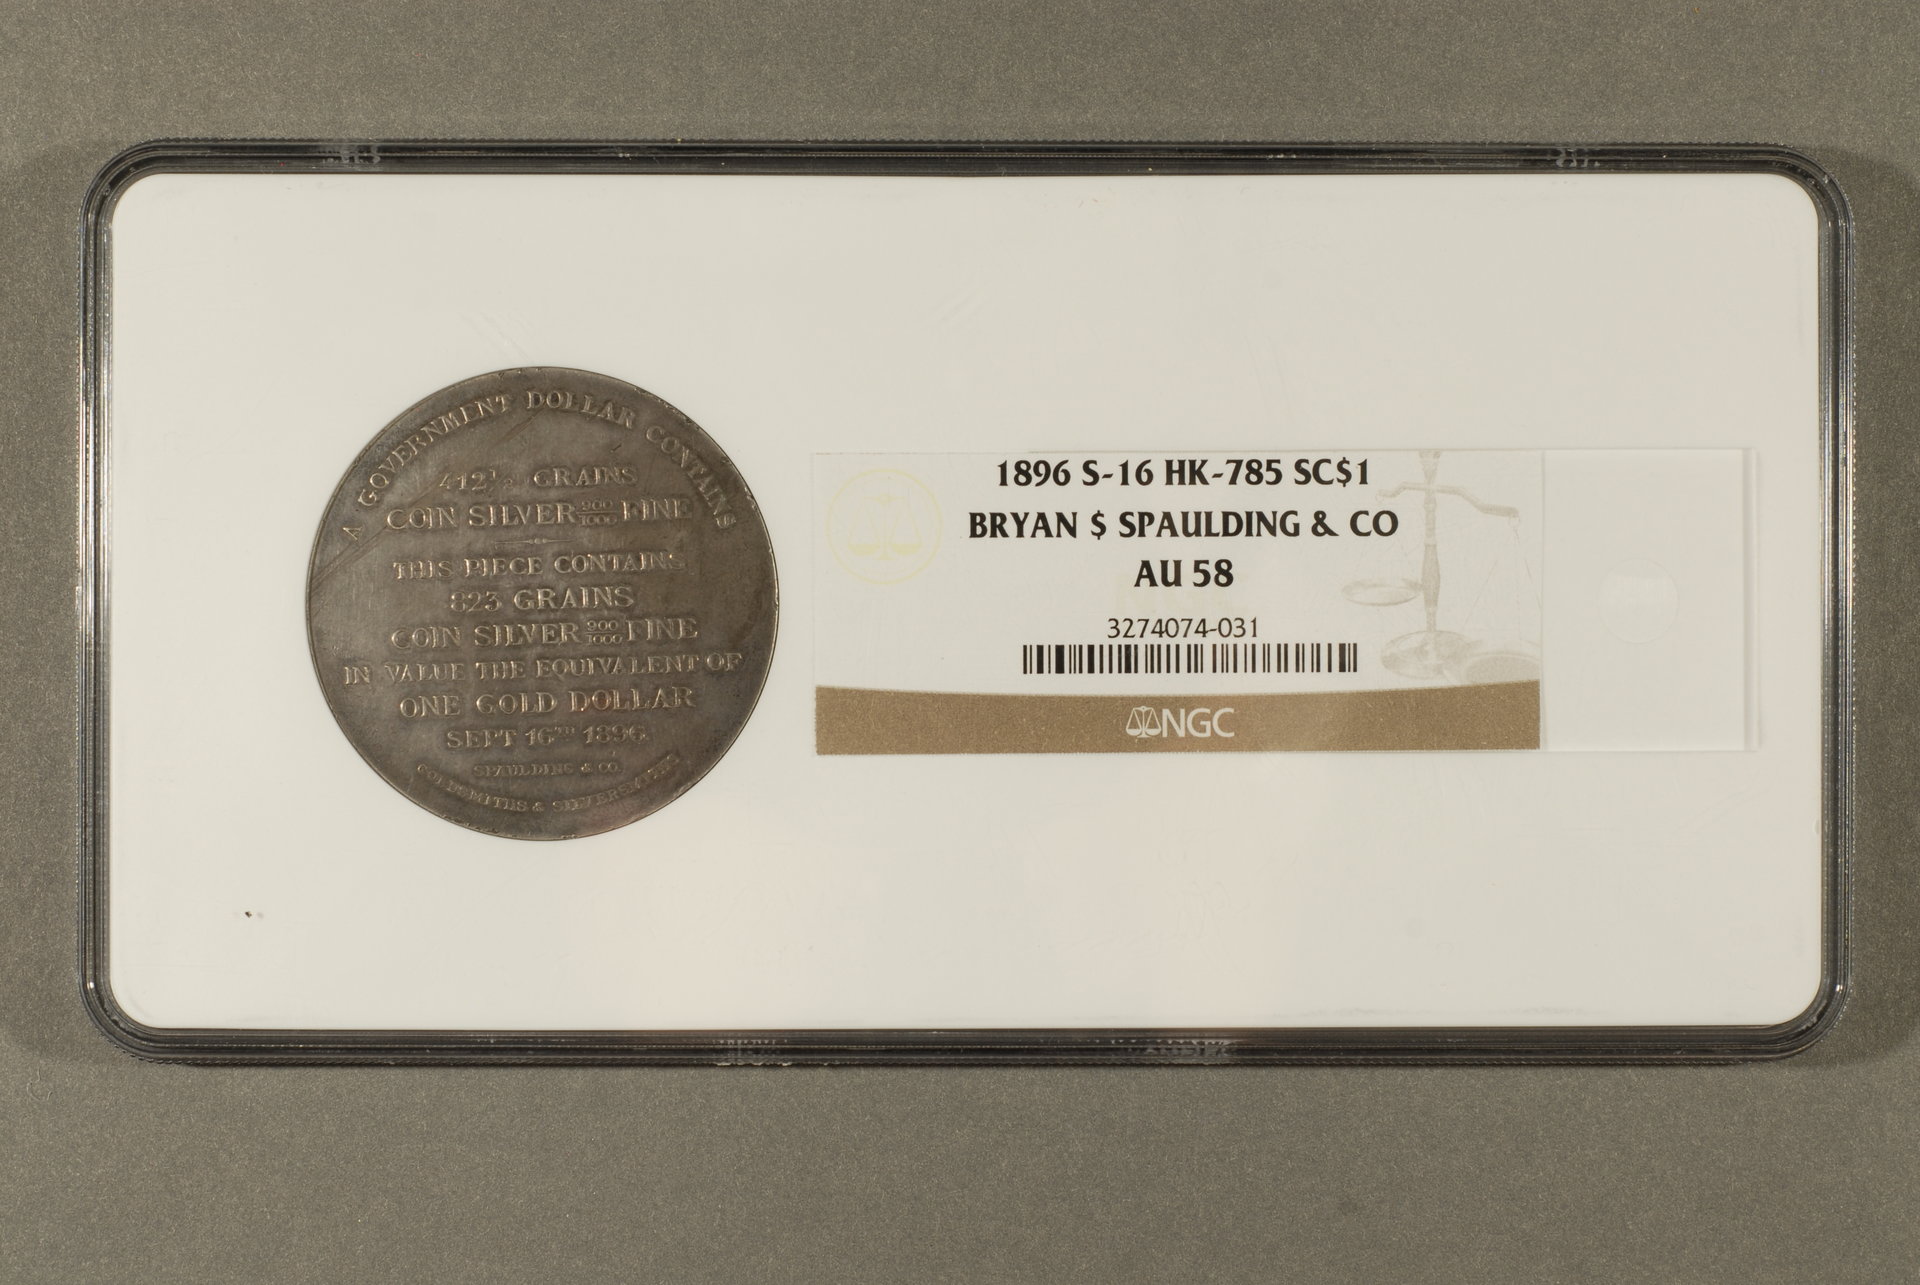 A GOVERNMENT DOLLAR CONTAINS
412 1/2 GRAINS
COIN SILVER 900/1000 FINE
THIS PIECE CONTAINS
823 GRAINS
COIN SILVER 900/1000 FINE
IN VALUE THE EQUIVALENT OF
ONE GOLD DOLLAR
SEPT 16TH 1896.
SPAULDING & CO.
GOLDSMITHS & SILVERSMITHS
1896 S-16 HK-785 SC$1
BRYAN $ SPAULDING & CO
AU 58
3274074-031
NGC